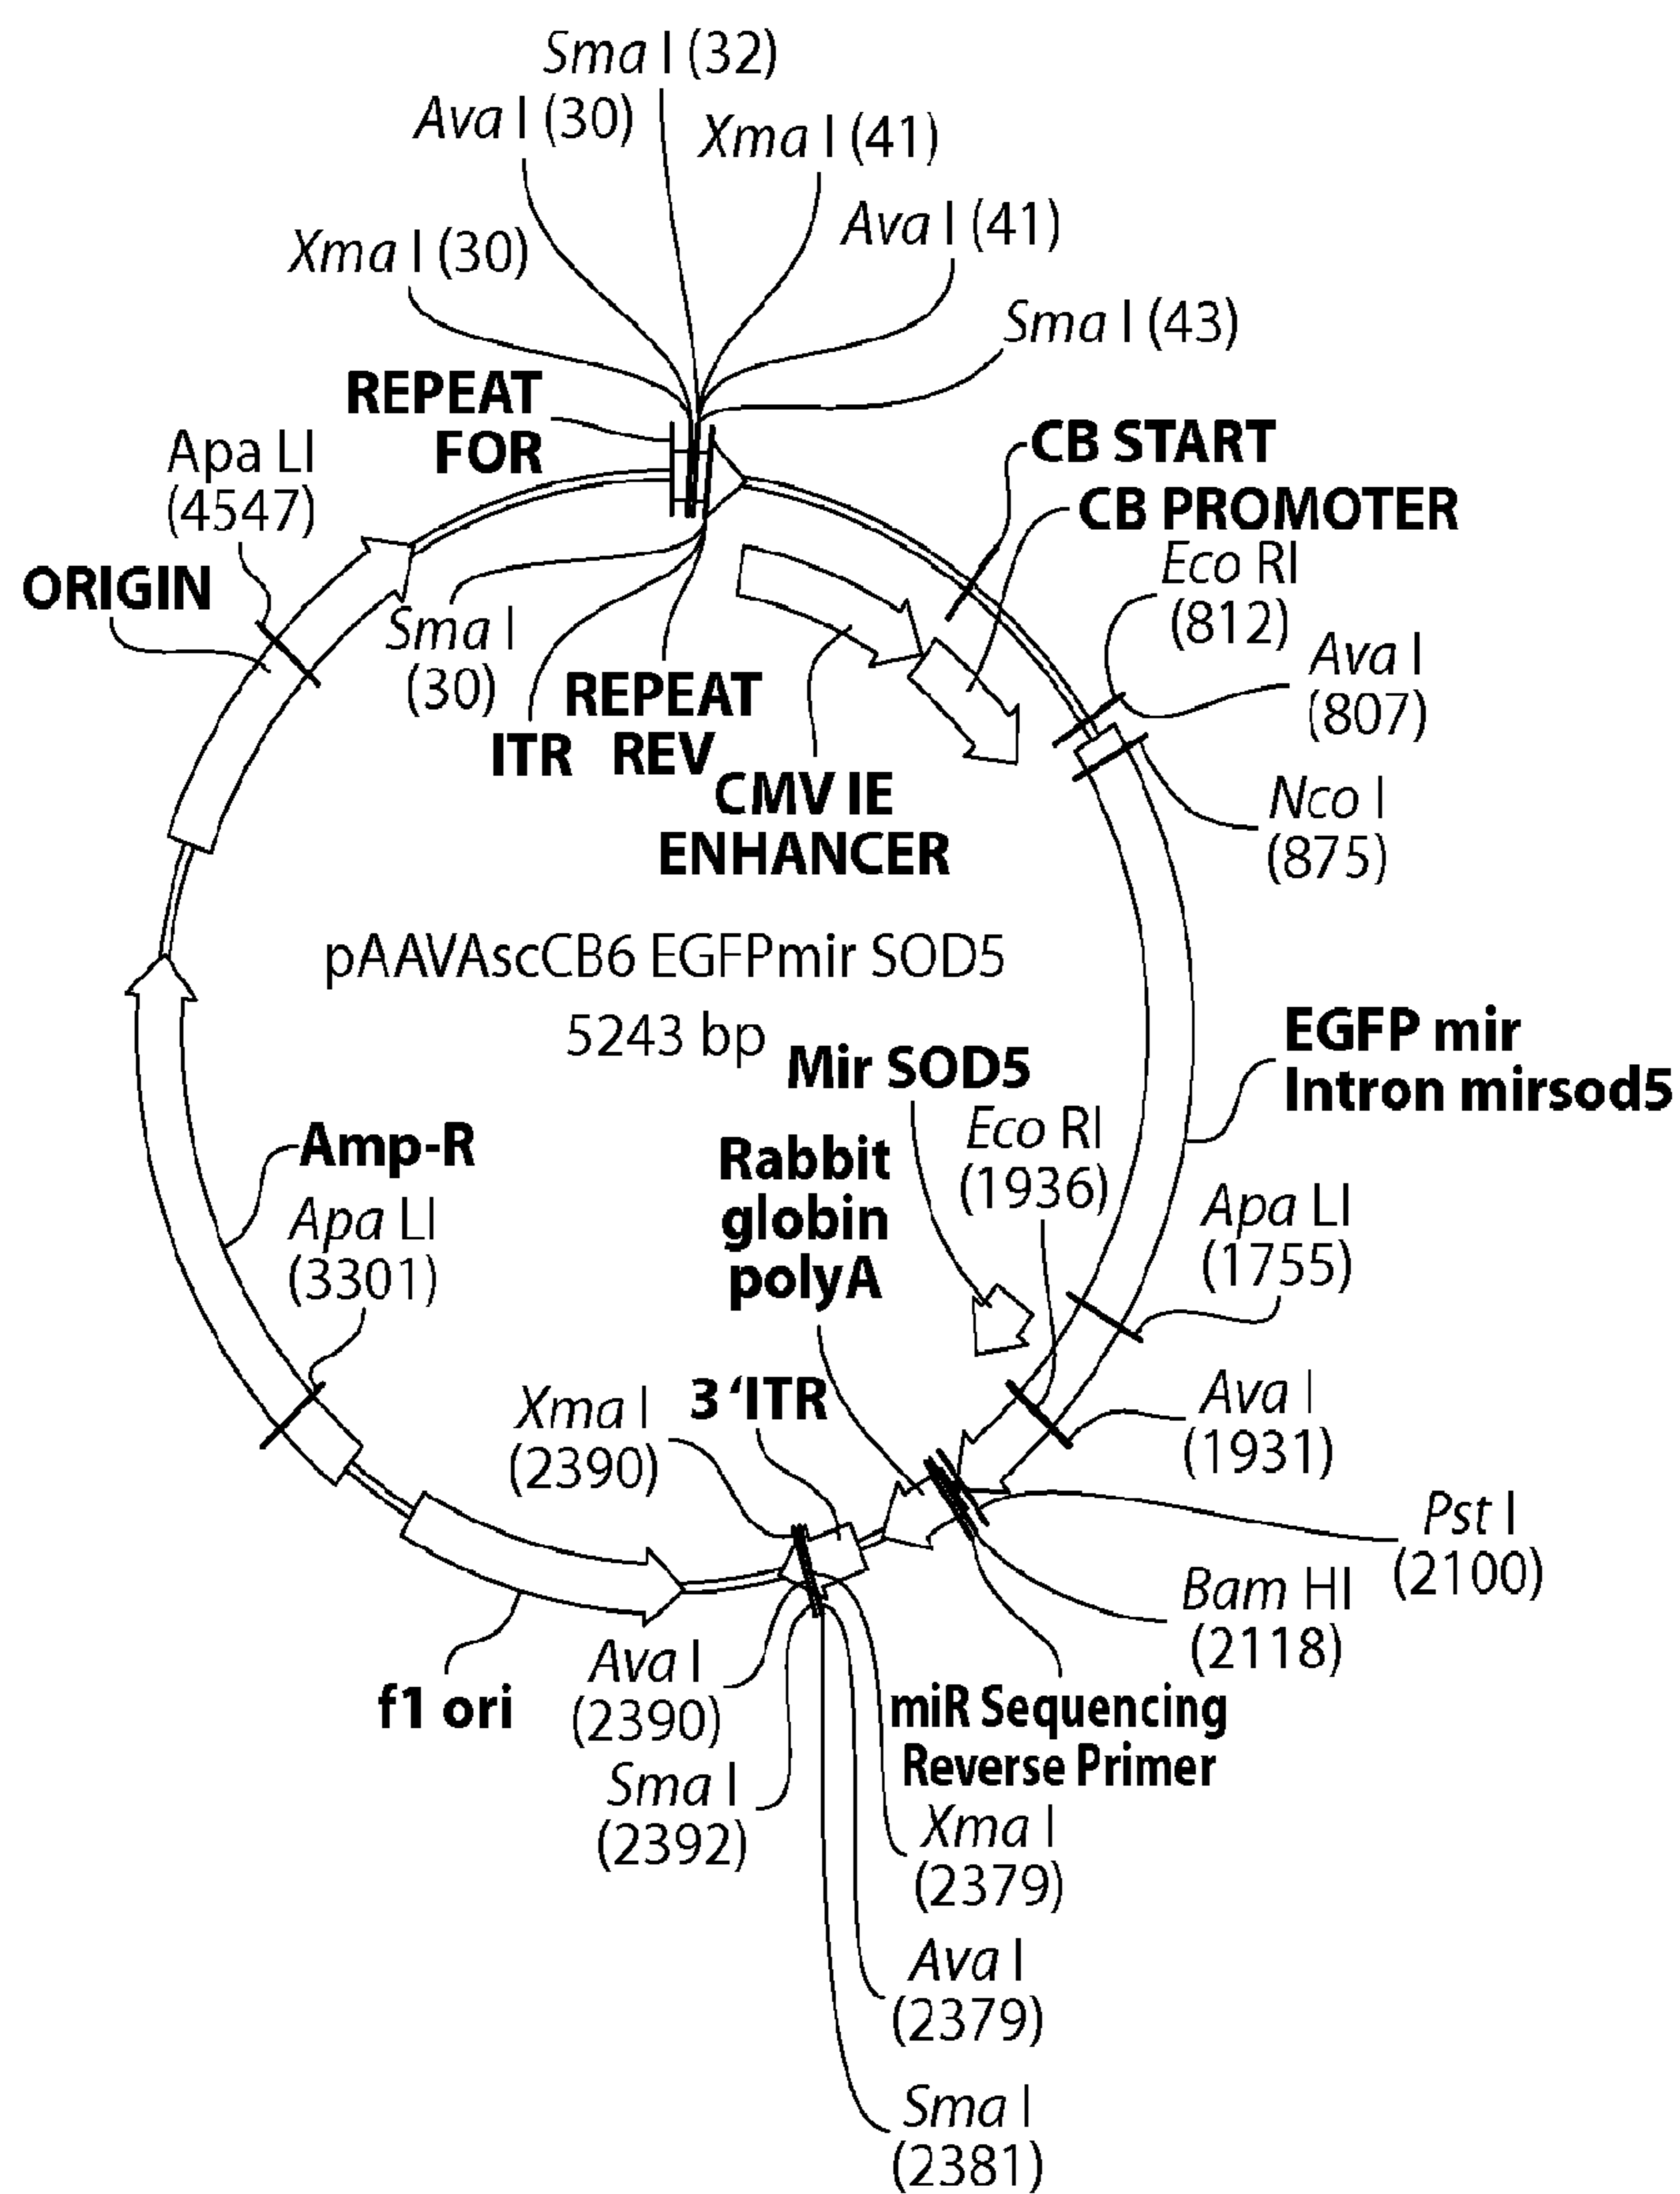 Sma I (32)
Ava I (30)
Xma I (41)
Ava I (41)
Xma I (30)
Sma I (43)
REPEAT
FOR
CB START
Apa LI
(4547)
CB PROMOTER
Eco RI
(812)
ORIGIN
Sma I
(30)
Ava I
(807)
REPEAT
REV
ITR
CMV IE
ENHANCER
Nco I
(875)
pAAVAscCB6 EGFPmir SOD5
5243 bp
EGFP mir
Intron mirsod5
Mir SOD5
Eco RI
(1936)
Amp-R
Rabbit
globin
polyA
Apa LI
(3301)
Apa LI
(1755)
Xma I
(2390)
3 ‘ITR
Ava I
(1931)
Pst I
(2100)
Bam HI
(2118)
f1 ori
Ava I
(2390)
miR Sequencing
Reverse Primer
Sma I
(2392)
Xma I
(2379)
Ava I
(2379)
Sma I
(2381)